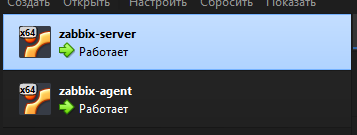 Создать Открыть Настроить Сбросить Показать
x64
zabbix-server
Работает
x64
zabbix-agent
Работает